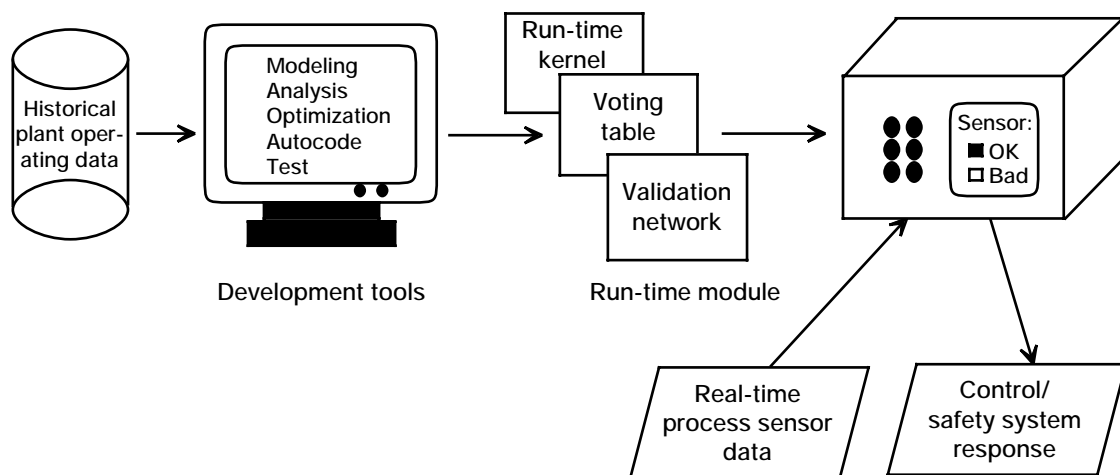 Historical
plant oper-
ating data
Modeling
Analysis
Optimization
Autocode
Test
Development tools
Run-time
kernel
Voting
table
Validation
network
Run-time module
Sensor:
OK
Bad
Real-time
process sensor
data
Control/
safety system
response